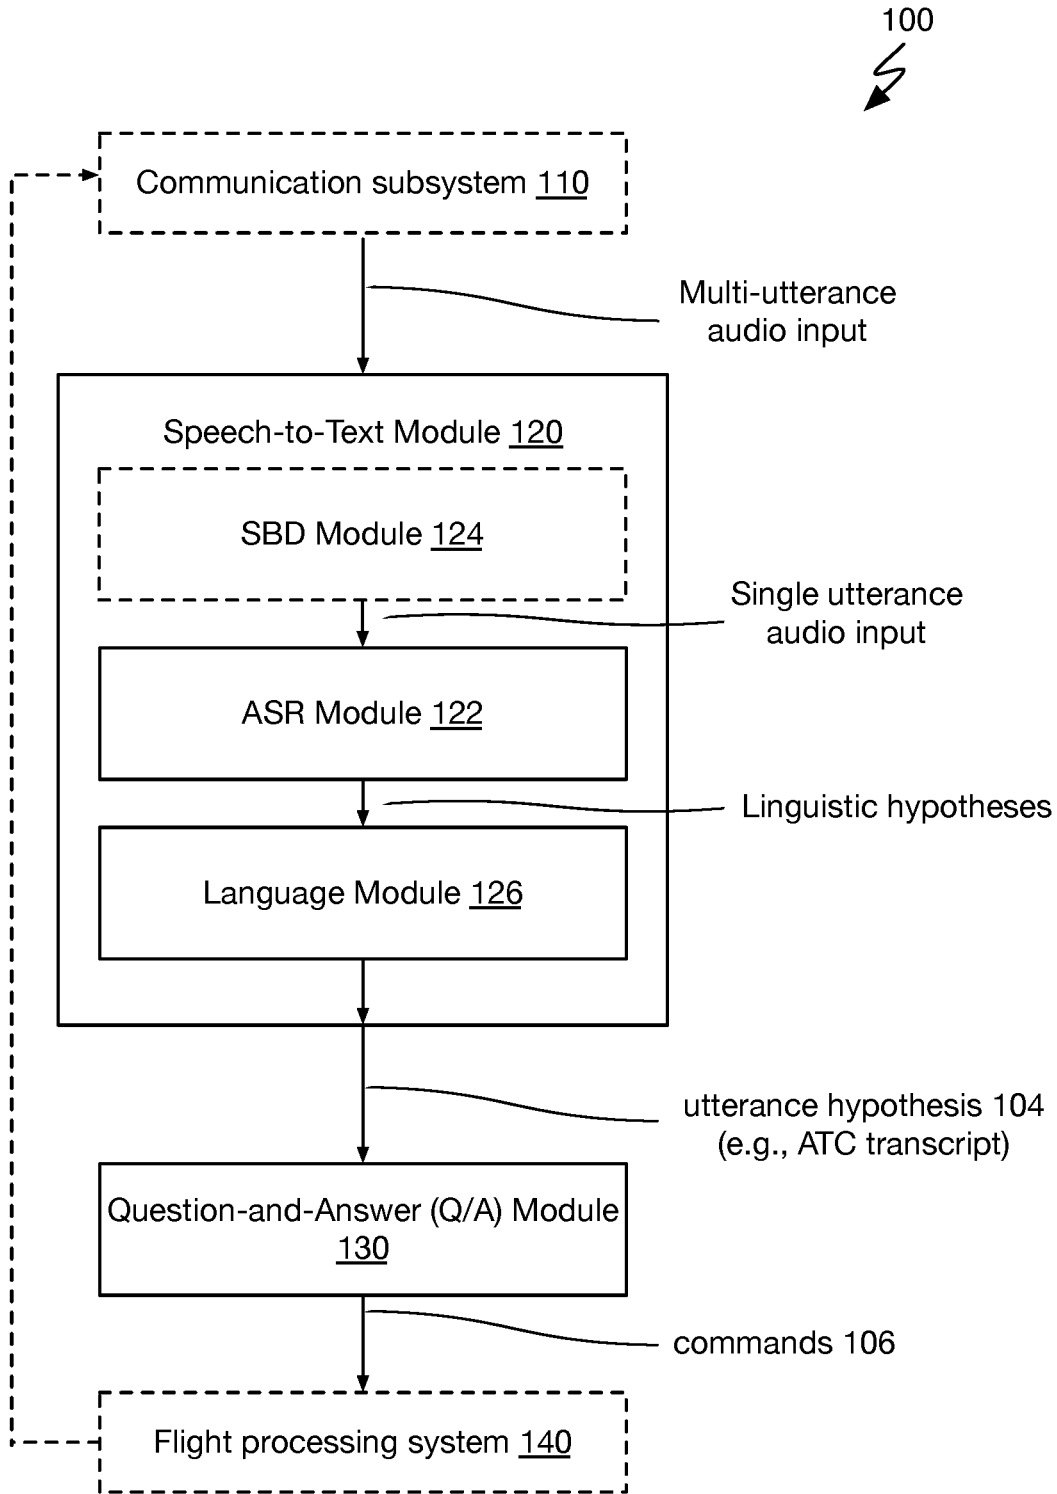 100
Communication subsystem 110
Multi-utterance
audio input
Speech-to-Text Module 120
SBD Module 124
Single utterance
audio input
ASR Module 122
Linguistic hypotheses
Language Module 126
utterance hypothesis 104
(e.g., ATC transcript)
Question-and-Answer (Q/A) Module
130
commands 106
Flight processing system 140